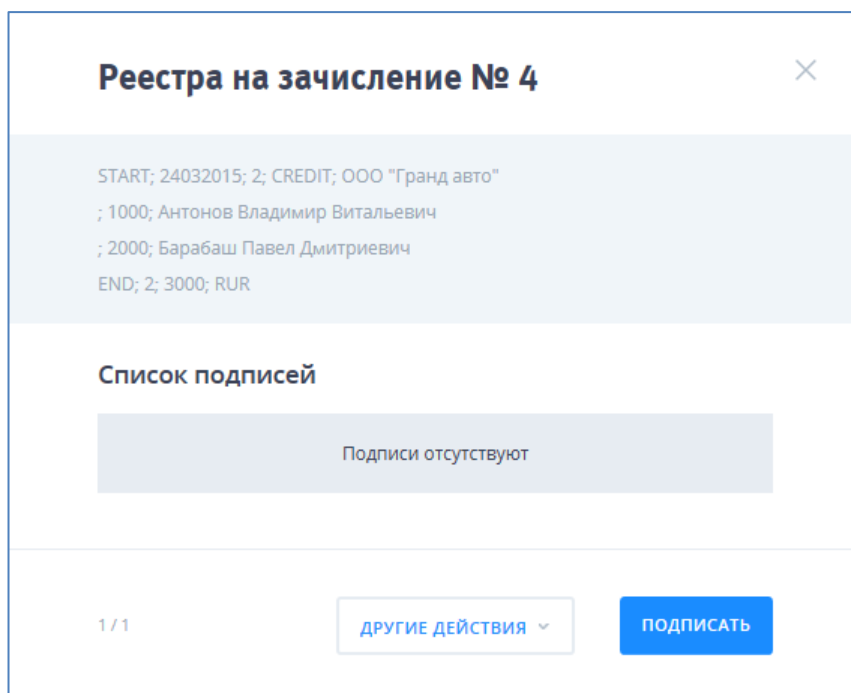 Реестра на зачисление № 4
START; 24032015; 2; CREDIT; ООО "Гранд авто"
; 1000; Антонов Владимир Витальевич
; 2000; Барабаш Павел Дмитриевич
END; 2; 3000; RUR
Список подписей
Подписи отсутствуют
1 / 1
ДРУГИЕ ДЕЙСТВИЯ
ПОДПИСАТЬ